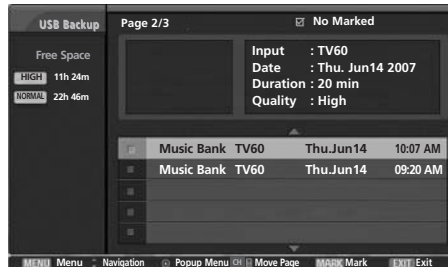 USB Backup
Page 2/3
No Marked
Free Space
HIGH 11h 24m
NORMAL 22h 46m
Input : TV60
Date : Thu. Jun14 2007
Duration : 20 min
Quality : High
Music Bank TV60 Thu.Jun14 10:07 AM
Music Bank TV60 Thu.Jun14 09:20 AM
MENU Menu Navigation Popup Menu CH Move Page MARK Mark EXIT Exit